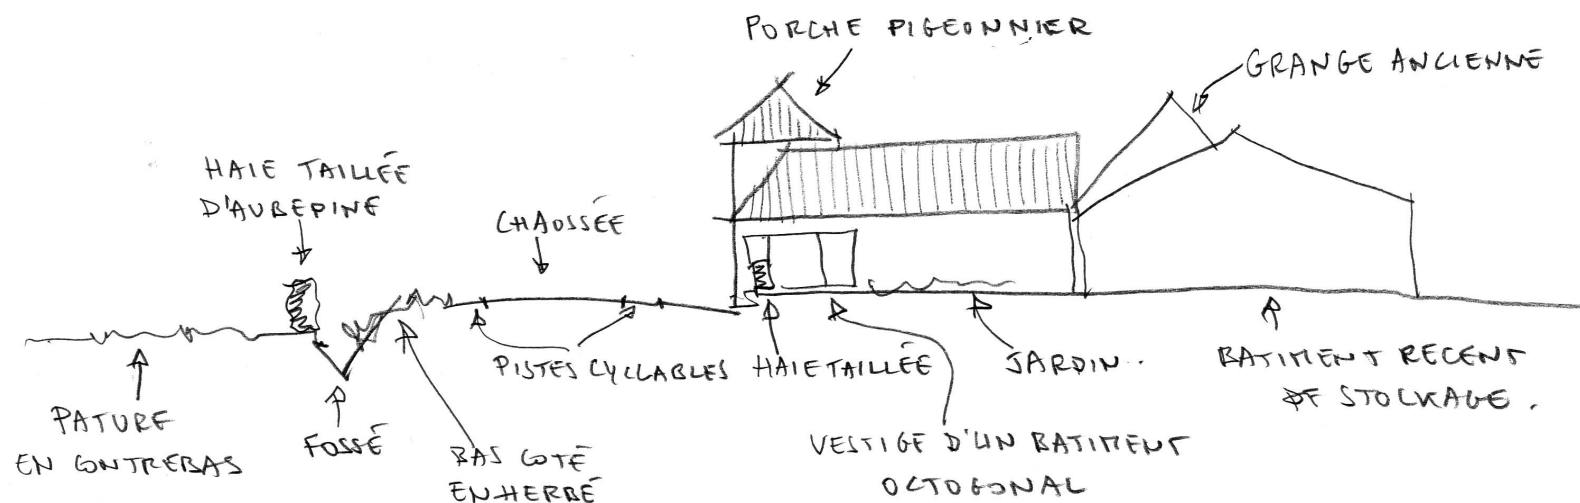 PORCHE PIGEONNIER
GRANGE ANCIENNE
HAIE TAILLÉE
D'AUBEPINE
CHAUSSÉE
PISTES CYCLABLES
HAIE TAILLÉE
JARDIN..
BATIMENT RECENT
DE STOCKAGE.
PATURE
EN CONTREBAS
FOSSÉ
BAS COTÉ
ENHERBÉ
VESTIGE D'UN BATIMENT
OCTOGONAL